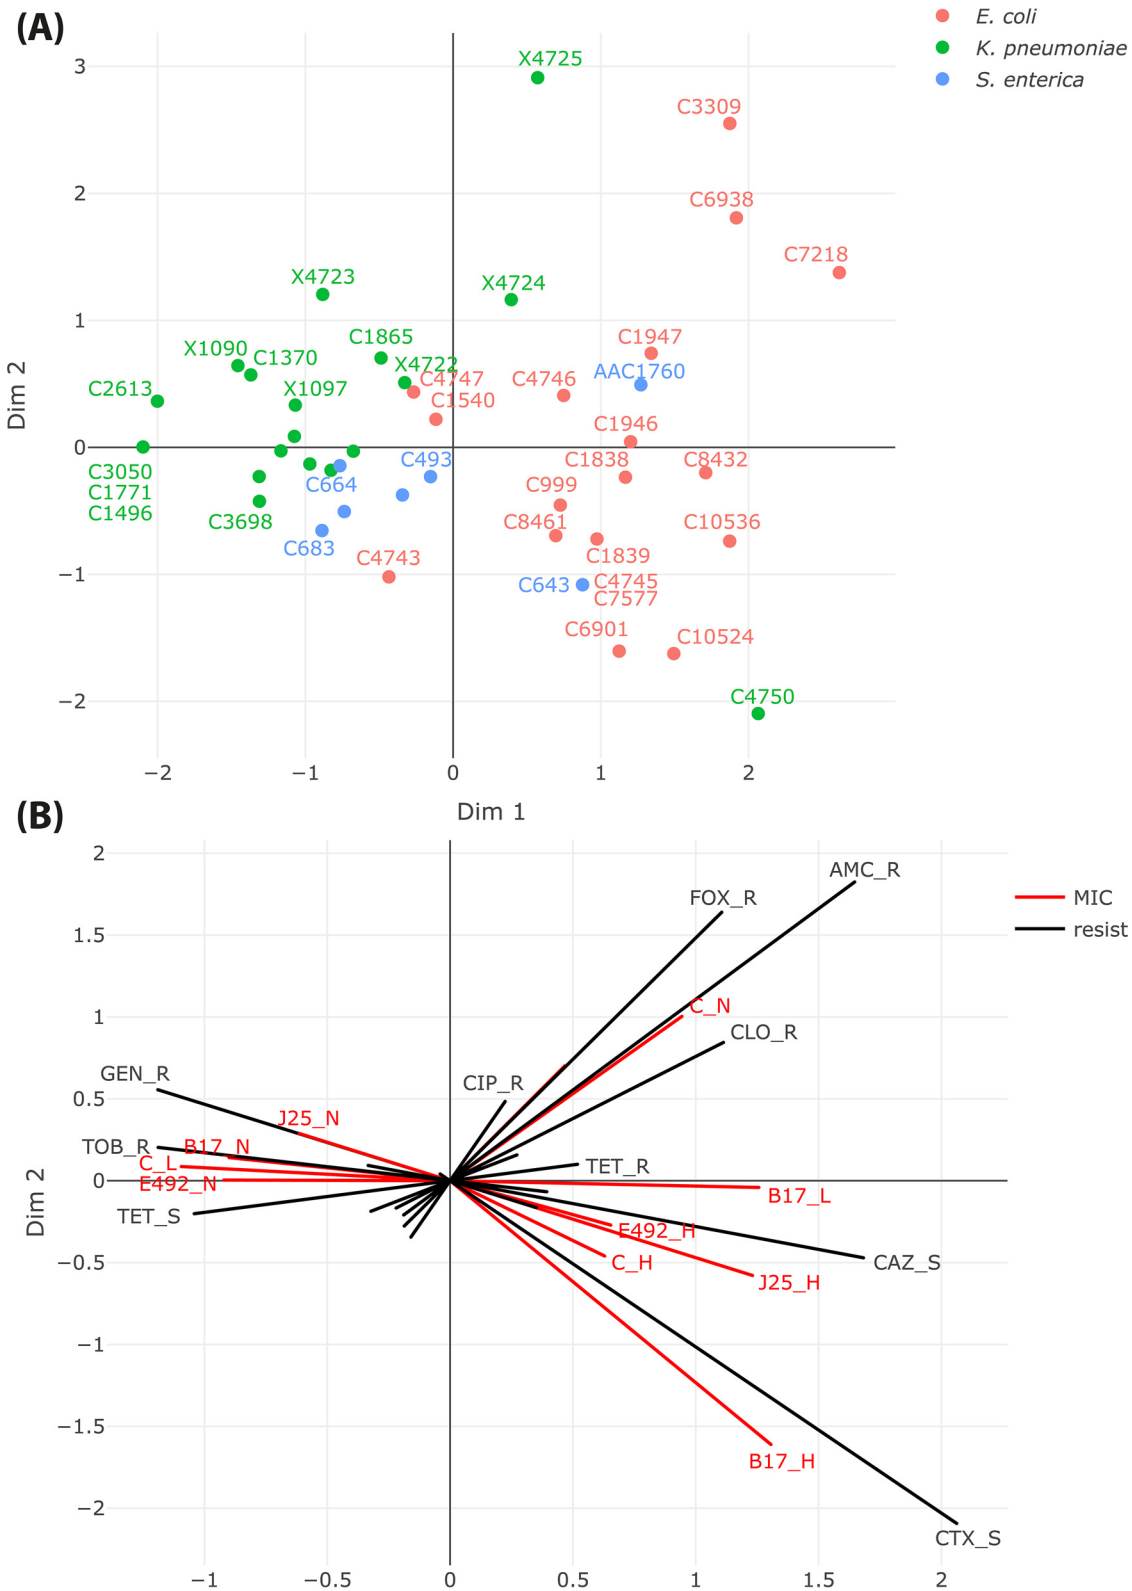 (A)
E. coli
K. pneumoniae
S. enterica
X4725
3
C3309
2
C6938
C7218
X4723
X4724
1
C1865
C1947
X1090
C1370
X4722
AAC1760
C2613
C4747
C4746
X1097
C1540
C1946
Dim 2
0
C493
C1838
C8432
C3050
C664
C999
C1771
C1496
C3698
C8461
C10536
C683
C4743
C1839
−1
C643
C4745
C7577
C6901
C10524
C4750
−2
−2
−1
0
1
2
Dim 1
(B)
2
AMC_R
FOX_R
MIC
resist
1.5
C_N
1
CLO_R
GEN_R
CIP_R
0.5
J25_N
TOB_R
B17_N
C_L
TET_R
0
E492_N
B17_L
TET_S
Dim 2
E492_H
C_H
CAZ_S
−0.5
J25_H
−1
−1.5
B17_H
−2
CTX_S
−1
−0.5
0
0.5
1
1.5
2